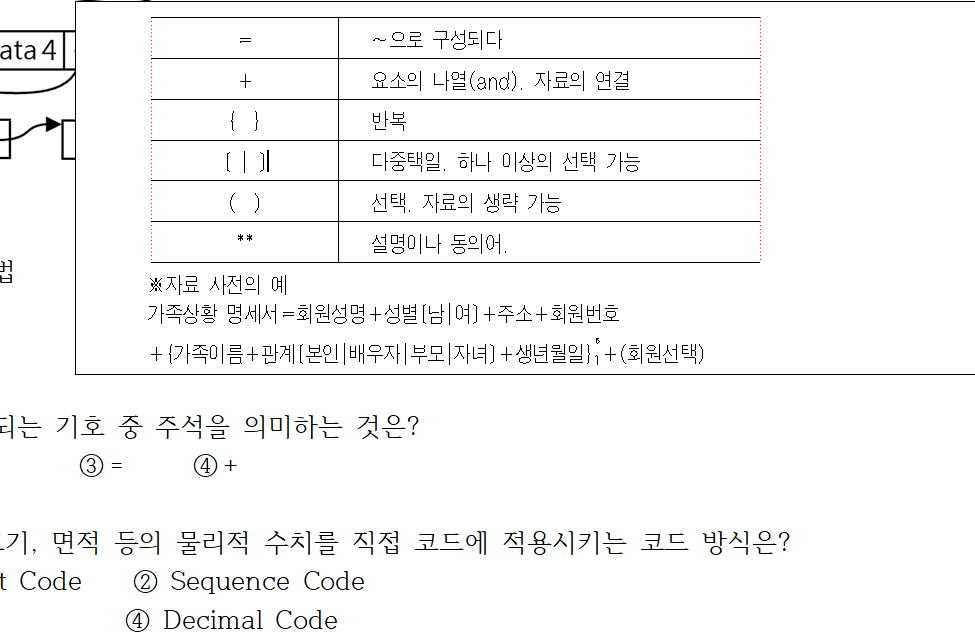 ata 4
= ~으로 구성되다
+ 요소의 나열(and). 자료의 연결
{ } 반복
[ | ] 다중택일. 하나 이상의 선택 가능
( ) 선택. 자료의 생략 가능
** 설명이나 동의어.
법
※자료 사전의 예
가족상황 명세서=회원성명+성별[남|여]+주소+회원번호
+{가족이름+관계[본인|배우자|부모|자녀]+생년월일}₁⁶+(회원선택)
되는 기호 중 주석을 의미하는 것은?
③ = ④ +
기, 면적 등의 물리적 수치를 직접 코드에 적용시키는 코드 방식은?
t Code ② Sequence Code
④ Decimal Code